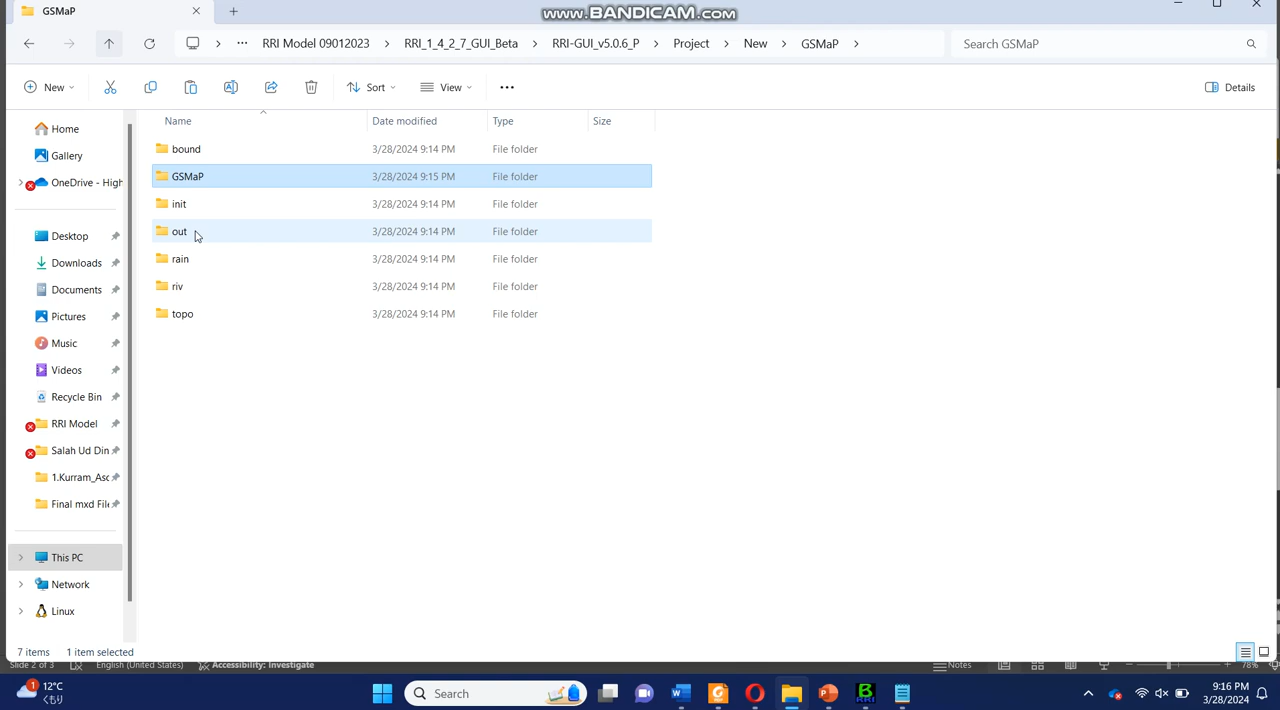 www.BANDICAM.com
GSMaP
RRI Model 09012023 RRI_1_4_2_7_GUI_Beta RRI-GUI_v5.0.6_P Project New GSMaP Search GSMaP
New Sort View Details
Name Date modified Type Size
Home
Gallery
OneDrive - High
Desktop
Downloads
Documents
Pictures
Music
Videos
Recycle Bin
RRI Model
Salah Ud Din
1.Kurram_Asc
Final mxd File
This PC
Network
Linux
bound 3/28/2024 9:14 PM File folder
GSMaP 3/28/2024 9:15 PM File folder
init 3/28/2024 9:14 PM File folder
out 3/28/2024 9:14 PM File folder
rain 3/28/2024 9:14 PM File folder
riv 3/28/2024 9:14 PM File folder
topo 3/28/2024 9:14 PM File folder
7 items 1 item selected
Slide 2 of 3 English (United States) Accessibility: Investigate Notes 78%
1 12°C
くもり
Search
9:16 PM
3/28/2024